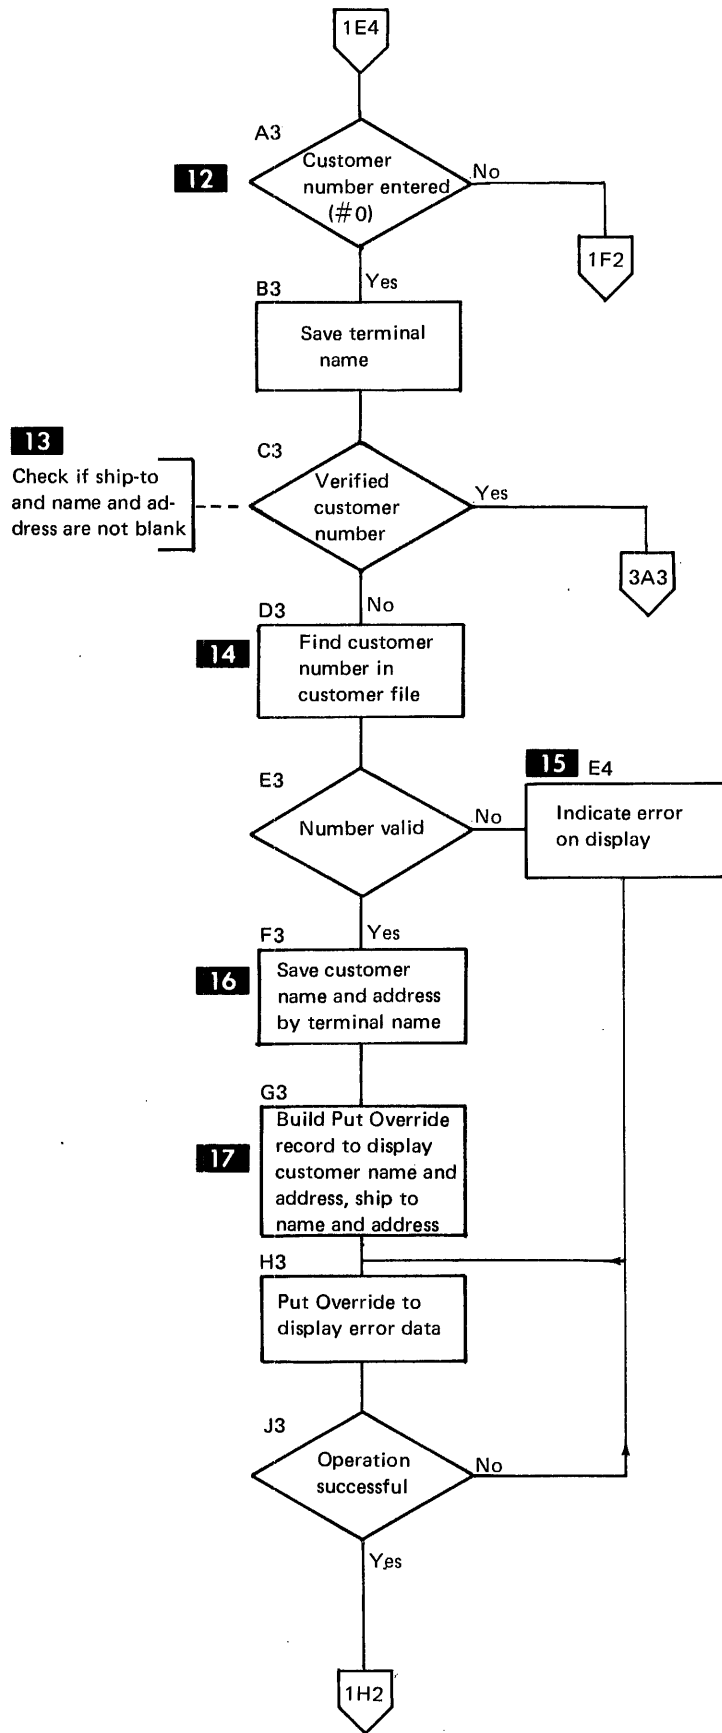 1E4
A3
12
Customer
number entered
(#0)
No
1F2
Yes
B3
Save terminal
name
13
Check if ship-to
and name and ad-
dress are not blank
C3
Verified
customer
number
Yes
3A3
No
D3
14
Find customer
number in
customer file
E3
Number valid
No
15 E4
Indicate error
on display
Yes
F3
16
Save customer
name and address
by terminal name
G3
17
Build Put Override
record to display
customer name and
address, ship to
name and address
H3
Put Override to
display error data
J3
Operation
successful
No
Yes
1H2